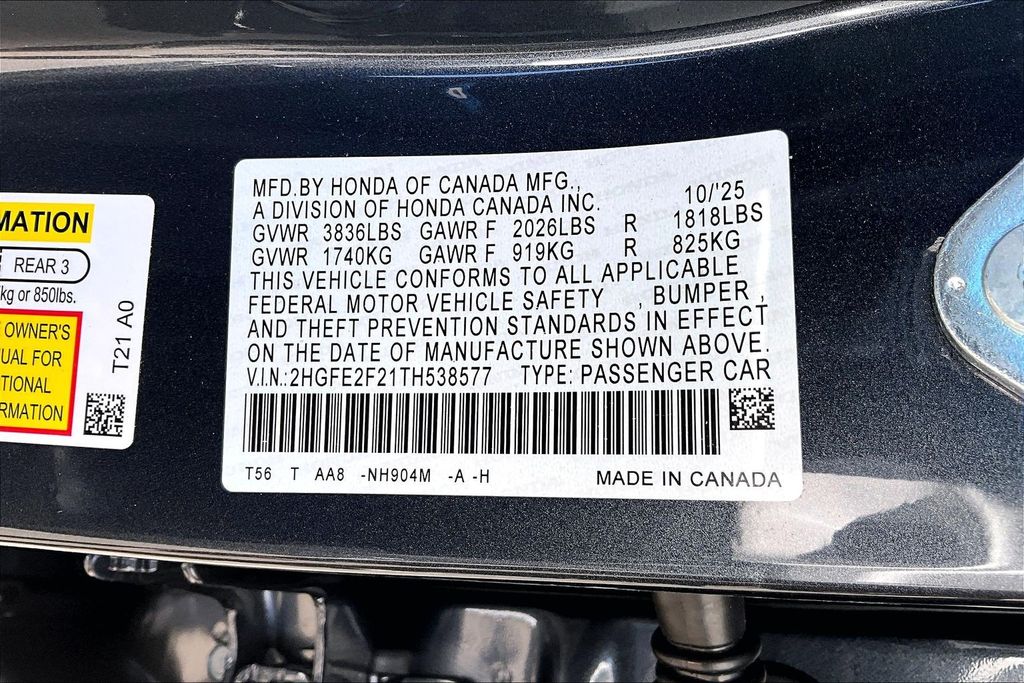 MATION
REAR 3
kg or 850lbs.
OWNER'S
UAL FOR
TIONAL
RMATION
T21 A0
MFD.BY HONDA OF CANADA MFG., 10/'25
A DIVISION OF HONDA CANADA INC.
GVWR 3836LBS GAWR F 2026LBS R 1818LBS
GVWR 1740KG GAWR F 919KG R 825KG
THIS VEHICLE CONFORMS TO ALL APPLICABLE
FEDERAL MOTOR VEHICLE SAFETY , BUMPER ,
AND THEFT PREVENTION STANDARDS IN EFFECT
ON THE DATE OF MANUFACTURE SHOWN ABOVE.
V.I.N.:2HGFE2F21TH538577 TYPE: PASSENGER CAR
T56 T AA8 -NH904M -A -H MADE IN CANADA